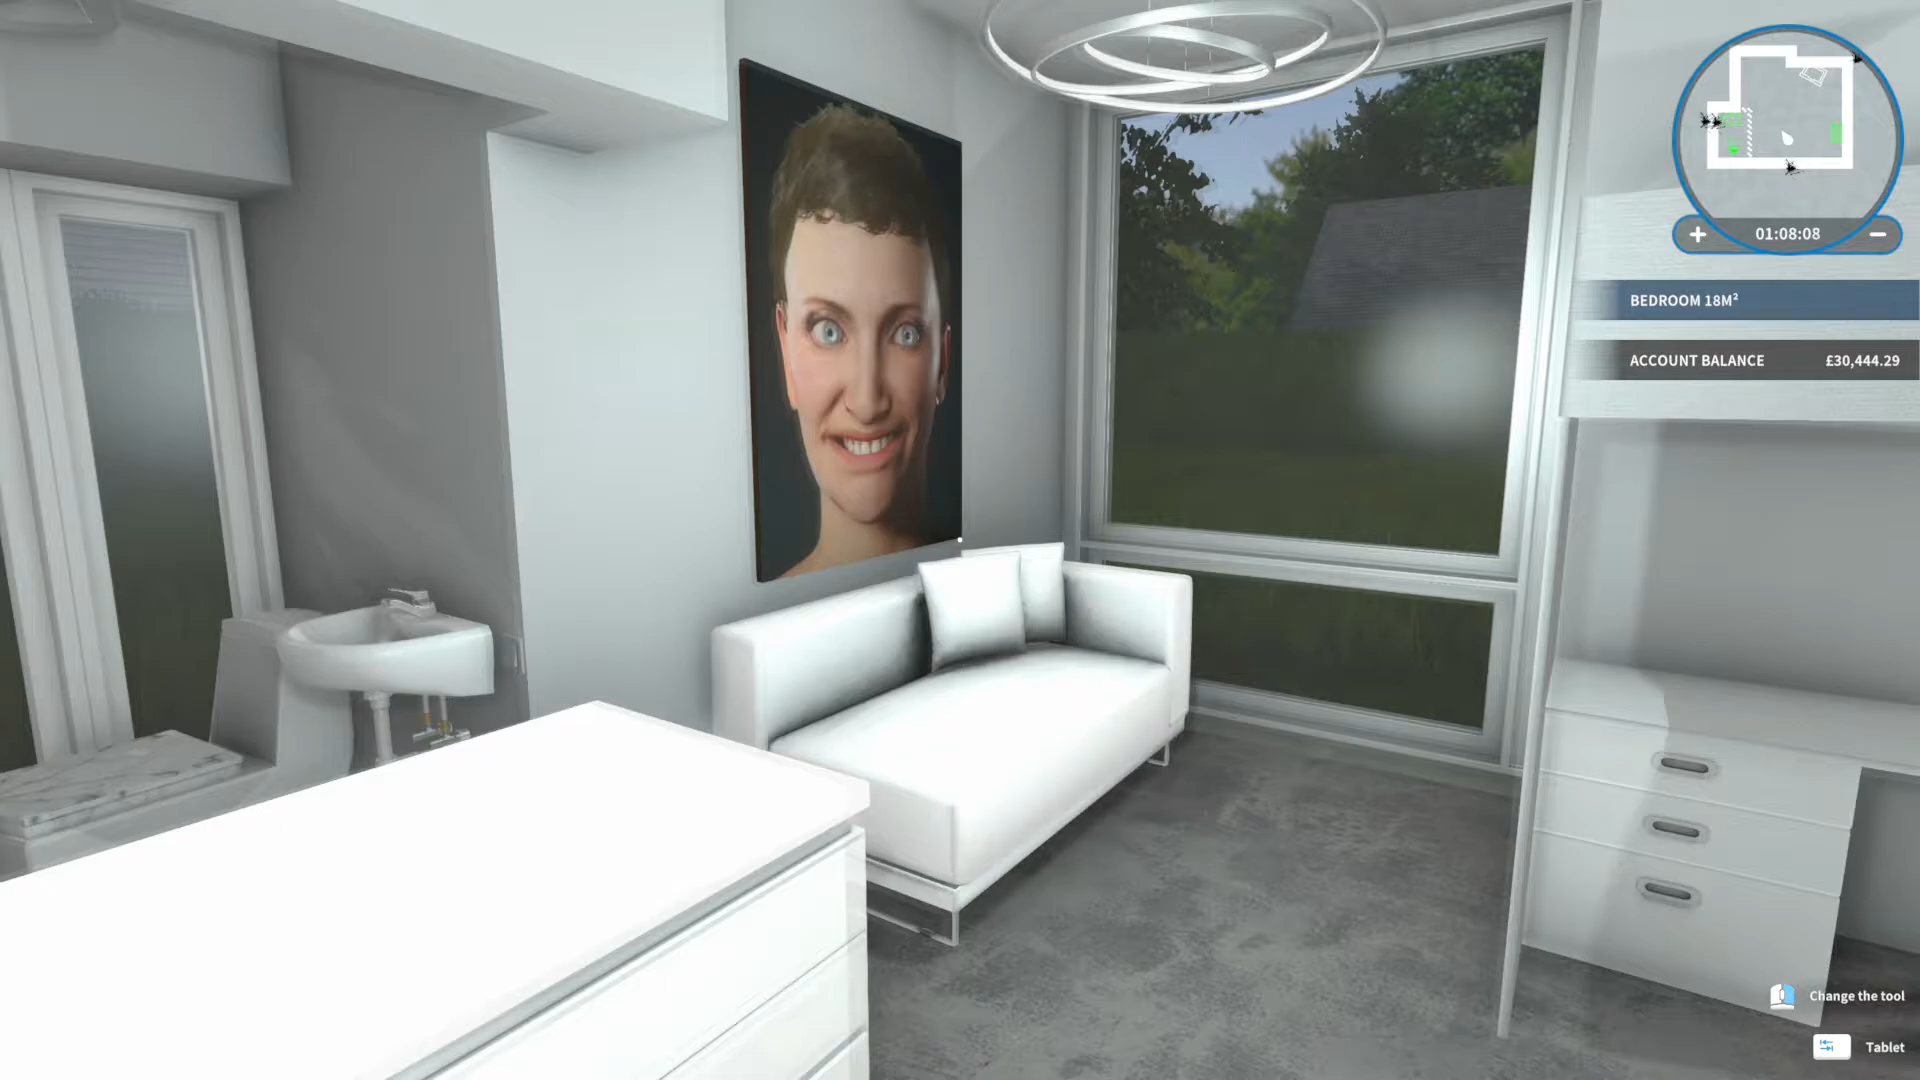 01:08:08
BEDROOM 18M²
ACCOUNT BALANCE £30,444.29
Change the tool
Tablet